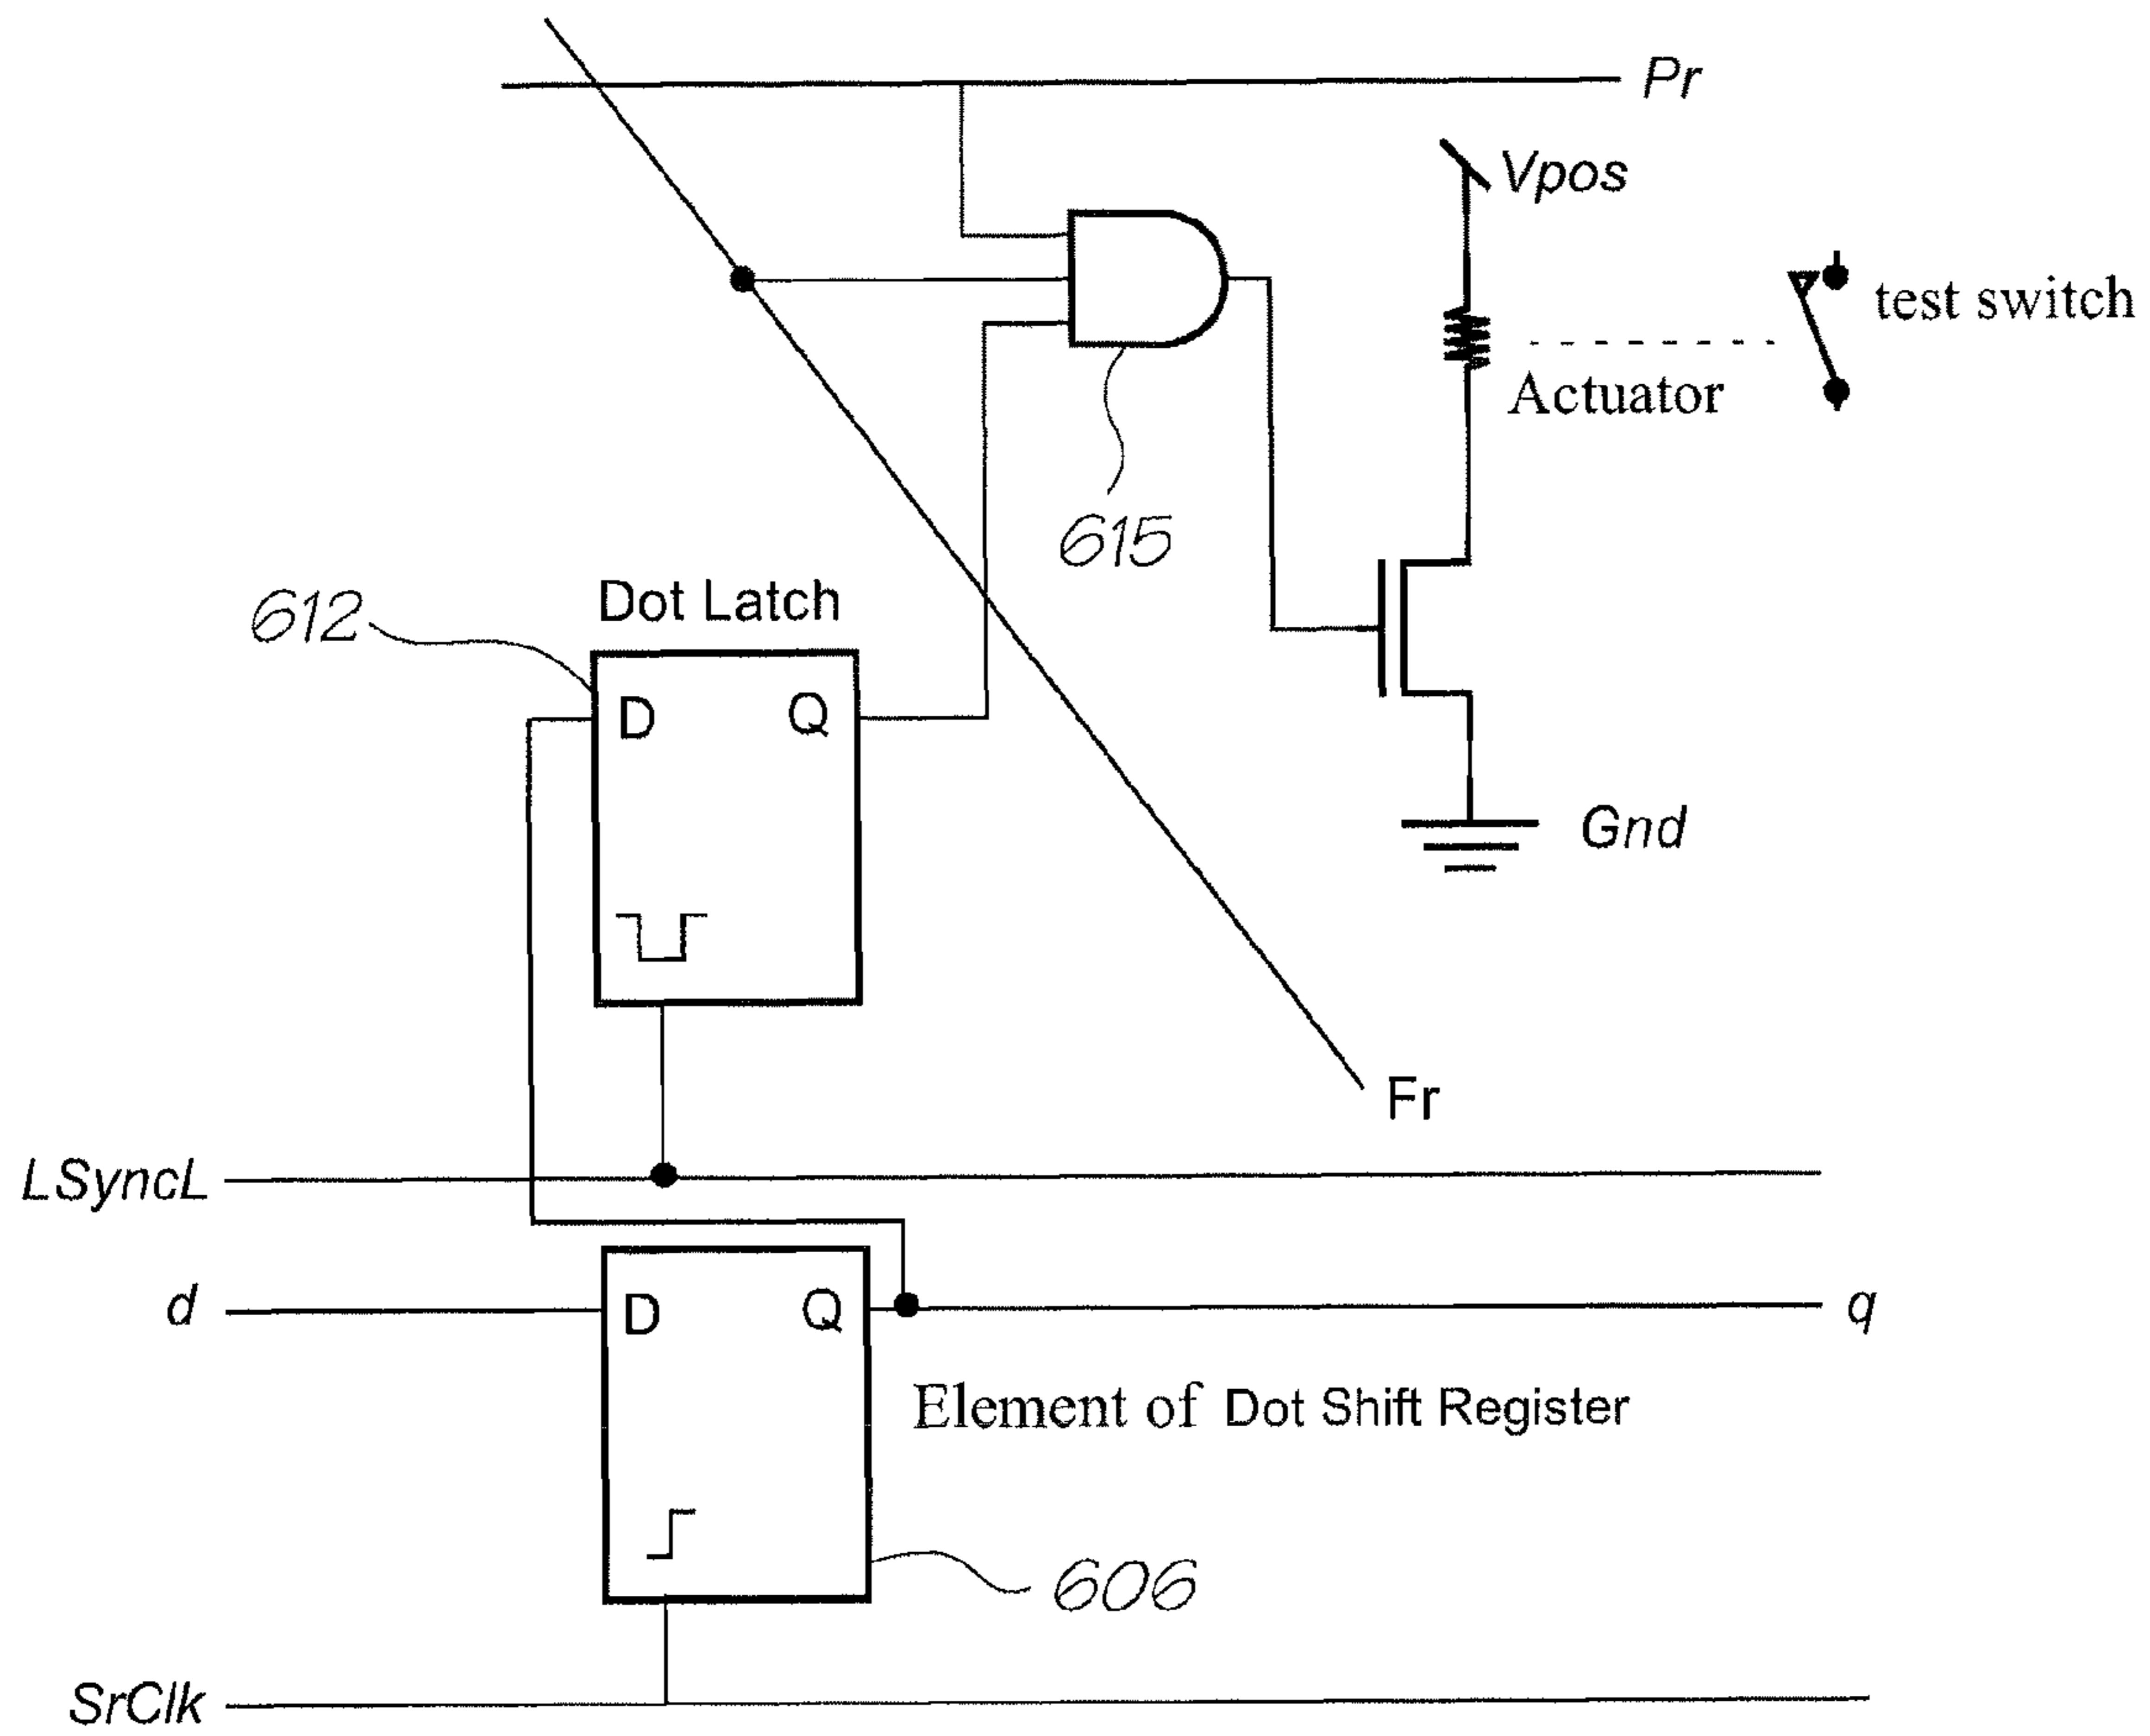 Pr
Vpos
test switch
Actuator
615
612
Dot Latch
D Q
Gnd
Fr
LSyncL
d
D Q
q
Element of Dot Shift Register
606
SrClk